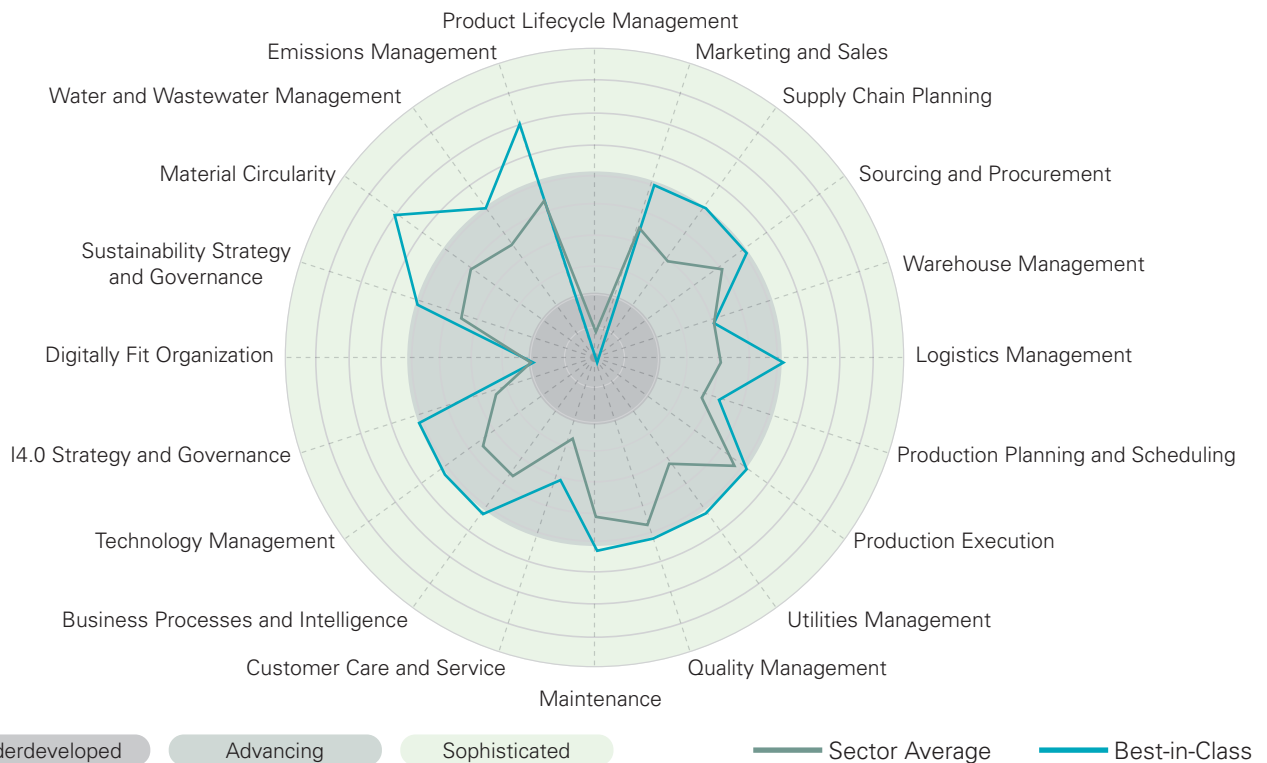 Product Lifecycle Management
Emissions Management
Marketing and Sales
Water and Wastewater Management
Supply Chain Planning
Material Circularity
Sourcing and Procurement
Sustainability Strategy
and Governance
Warehouse Management
Digitally Fit Organization
Logistics Management
I4.0 Strategy and Governance
Production Planning and Scheduling
Technology Management
Production Execution
Business Processes and Intelligence
Utilities Management
Customer Care and Service
Quality Management
Maintenance
derdeveloped
Advancing
Sophisticated
Sector Average
Best-in-Class